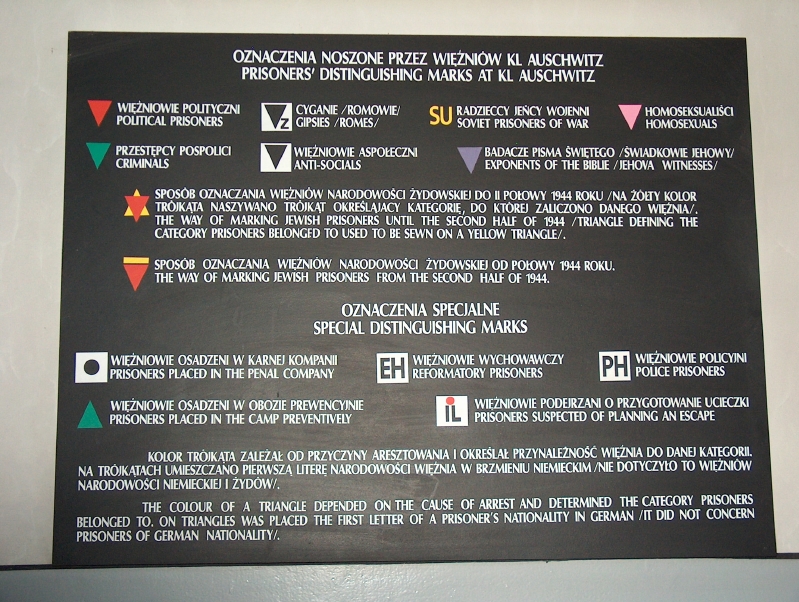 OZNACZENIA NOSZONE PRZEZ WIĘŹNIÓW KL AUSCHWITZ
PRISONERS' DISTINGUISHING MARKS AT KL AUSCHWITZ
WIĘŹNIOWIE POLITYCZNI
POLITICAL PRISONERS
Z
CYGANIE /ROMOWIE/
GIPSIES /ROMES/
SU
RADZIECCY JEŃCY WOJENNI
SOVIET PRISONERS OF WAR
HOMOSEKSUALIŚCI
HOMOSEXUALS
PRZESTĘPCY POSPOLICI
CRIMINALS
WIĘŹNIOWIE ASPOŁECZNI
ANTI-SOCIALS
BADACZE PISMA ŚWIĘTEGO /ŚWIADKOWIE JEHOWY/
EXPONENTS OF THE BIBLIE /JEHOVA WITNESSES/
SPOSÓB OZNACZANIA WIĘŹNIÓW NARODOWOŚCI ŻYDOWSKIEJ DO II POŁOWY 1944 ROKU /NA ŻÓŁTY KOLOR
TRÓJKĄTA NASZYWANO TRÓJKĄT OKREŚLAJĄCY KATEGORIĘ, DO KTÓREJ ZALICZONO DANEGO WIĘŹNIA/.
THE WAY OF MARKING JEWISH PRISONERS UNTIL THE SECOND HALF OF 1944 /TRIANGLE DEFINING THE
CATEGORY PRISONERS BELONGED TO USED TO BE SEWN ON A YELLOW TRIANGLE/.
SPOSÓB OZNACZANIA WIĘŹNIÓW NARODOWOŚCI ŻYDOWSKIEJ OD POŁOWY 1944 ROKU.
THE WAY OF MARKING JEWISH PRISONERS FROM THE SECOND HALF OF 1944.
OZNACZENIA SPECJALNE
SPECIAL DISTINGUISHING MARKS
WIĘŹNIOWIE OSADZENI W KARNEJ KOMPANII
PRISONERS PLACED IN THE PENAL COMPANY
EH
WIĘŹNIOWIE WYCHOWAWCZY
REFORMATORY PRISONERS
PH
WIĘŹNIOWIE POLICYJNI
POLICE PRISONERS
WIĘŹNIOWIE OSADZENI W OBOZIE PREWENCYJNIE
PRISONERS PLACED IN THE CAMP PREVENTIVELY
iL
WIĘŹNIOWIE PODEJRZANI O PRZYGOTOWANIE UCIECZKI
PRISONERS SUSPECTED OF PLANNING AN ESCAPE
KOLOR TRÓJKĄTA ZALEŻAŁ OD PRZYCZYNY ARESZTOWANIA I OKREŚLAŁ PRZYNALEŻNOŚĆ WIĘŹNIA DO DANEJ KATEGORII.
NA TRÓJKĄTACH UMIESZCZANO PIERWSZĄ LITERĘ NARODOWOŚCI WIĘŹNIA W BRZMIENIU NIEMIECKIM /NIE DOTYCZYŁO TO WIĘŹNIÓW
NARODOWOŚCI NIEMIECKIEJ I ŻYDÓW/.
THE COLOUR OF A TRIANGLE DEPENDED ON THE CAUSE OF ARREST AND DETERMINED THE CATEGORY PRISONERS
BELONGED TO. ON TRIANGLES WAS PLACED THE FIRST LETTER OF A PRISONER'S NATIONALITY IN GERMAN /IT DID NOT CONCERN
PRISONERS OF GERMAN NATIONALITY/.